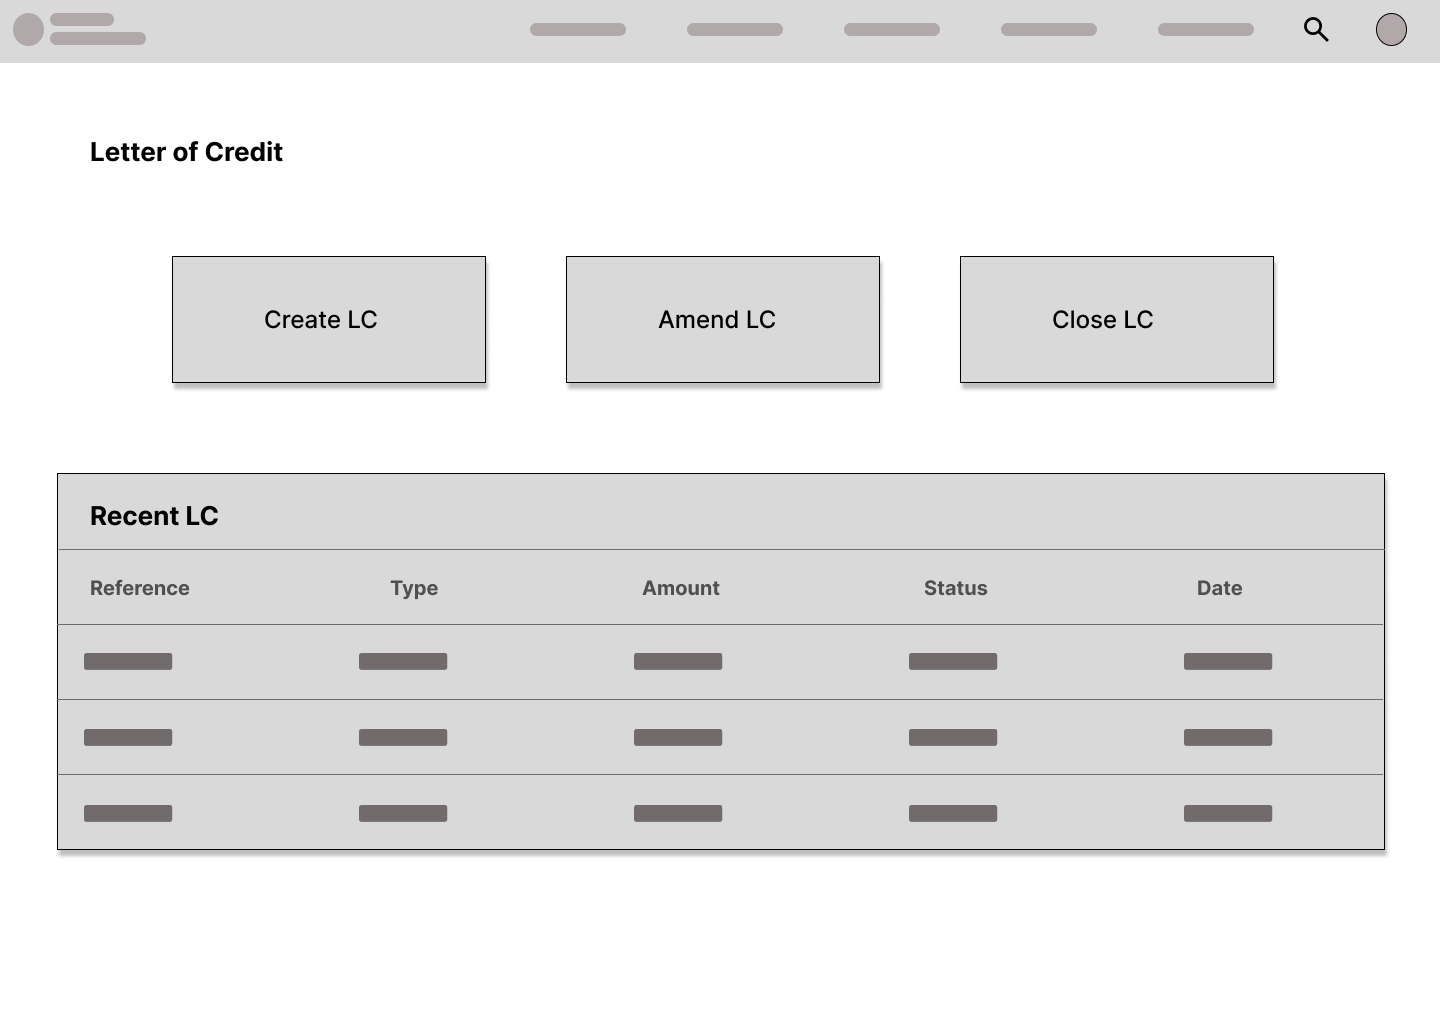 Letter of Credit
Create LC
Amend LC
Close LC
Recent LC
Reference Type Amount Status Date